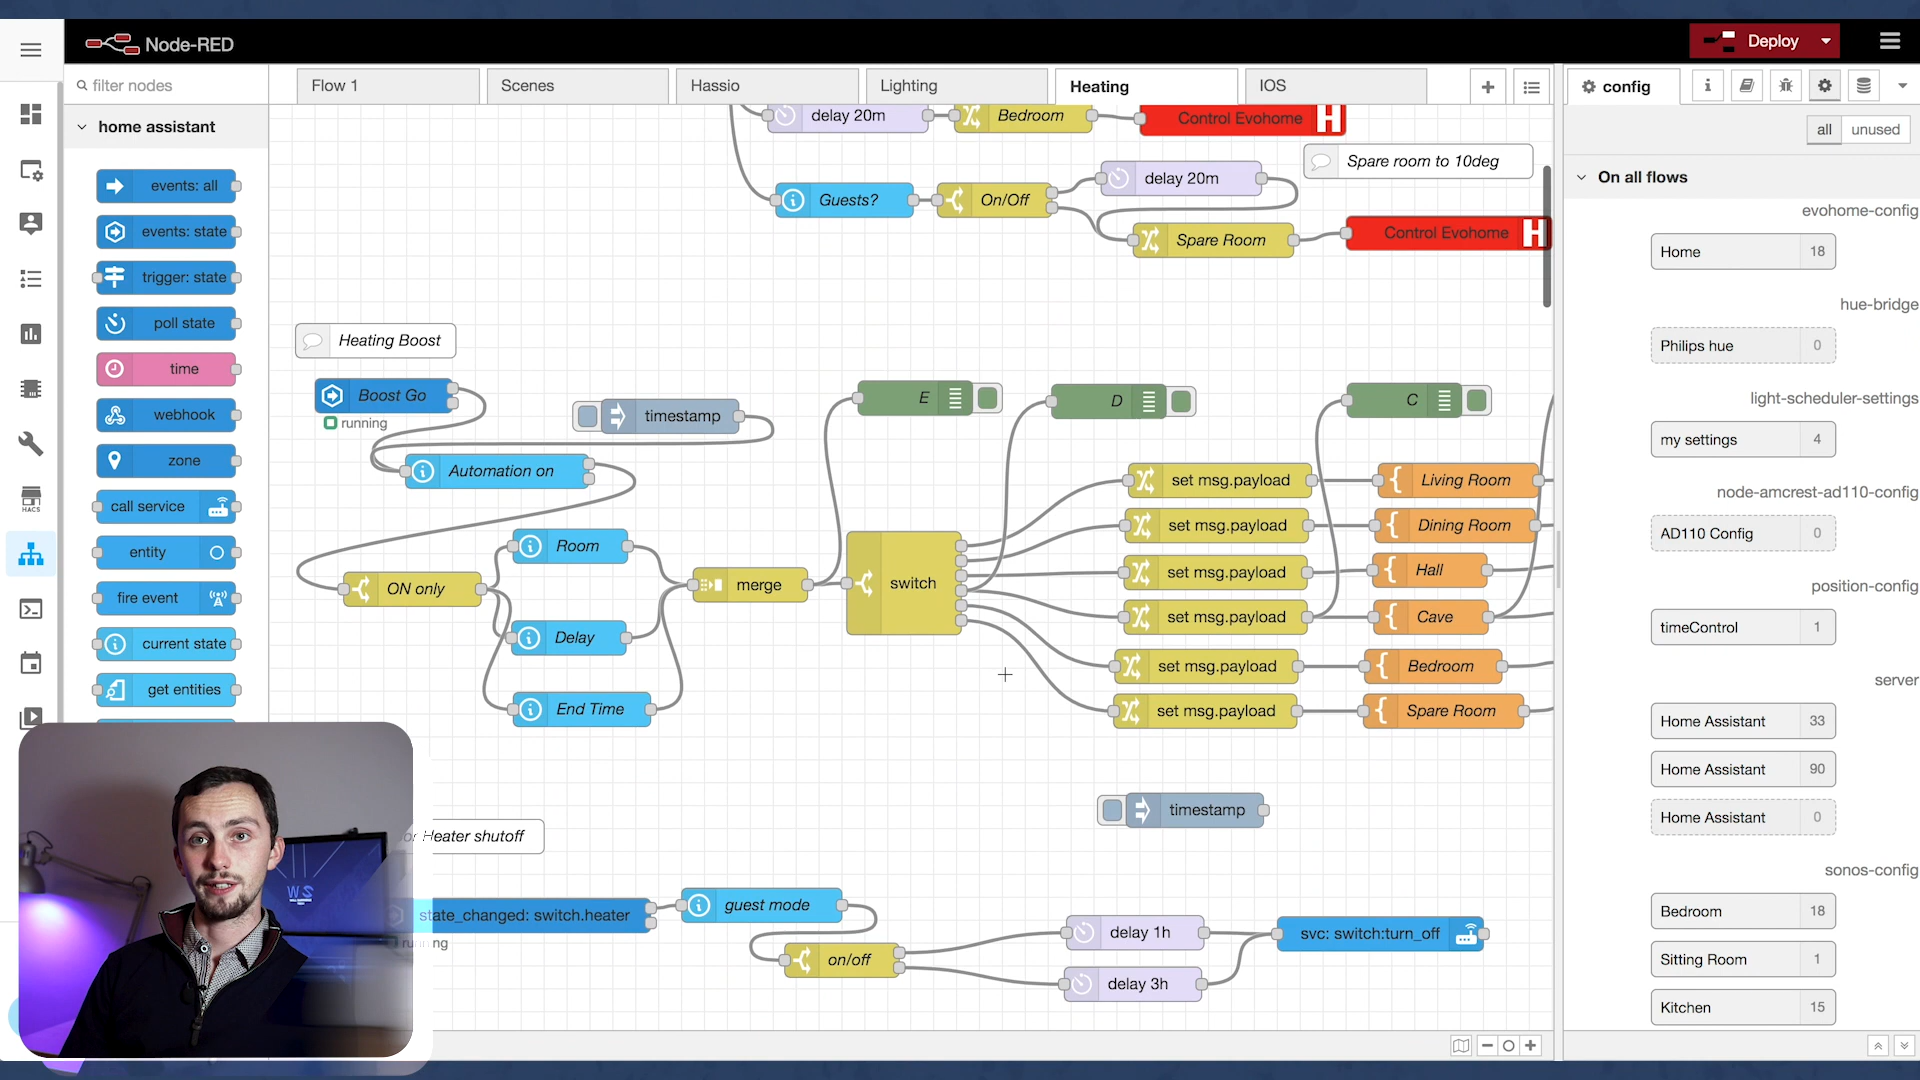 Node-RED
Deploy
filter nodes
Flow 1
Scenes
Hassio
Lighting
Heating
IOS
config
all
unused
home assistant
events: all
events: state
trigger: state
poll state
time
webhook
zone
call service
entity
fire event
current state
get entities
HACS
delay 20m
Bedroom
Control Evohome
Spare room to 10deg
Guests?
On/Off
delay 20m
Spare Room
Control Evohome
Heating Boost
Boost Go
running
timestamp
Automation on
E
D
C
ON only
Room
Delay
End Time
merge
switch
set msg.payload
Living Room
set msg.payload
Dining Room
set msg.payload
Hall
set msg.payload
Cave
set msg.payload
Bedroom
set msg.payload
Spare Room
timestamp
or Heater shutoff
state_changed: switch.heater
guest mode
on/off
delay 1h
delay 3h
svc: switch:turn_off
WS
On all flows
evohome-config
Home 18
hue-bridge
Philips hue 0
light-scheduler-settings
my settings 4
node-amcrest-ad110-config
AD110 Config 0
position-config
timeControl 1
server
Home Assistant 33
Home Assistant 90
Home Assistant 0
sonos-config
Bedroom 18
Sitting Room 1
Kitchen 15